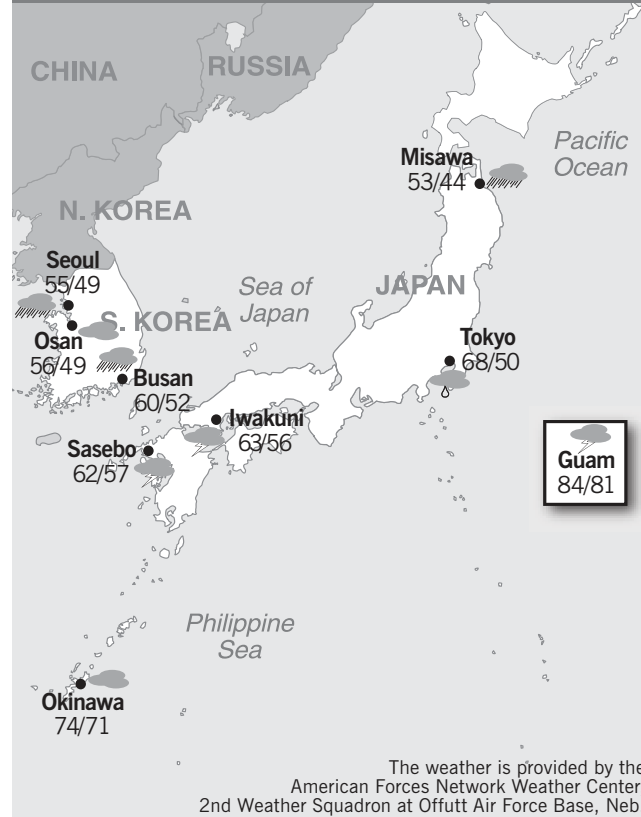 CHINA
RUSSIA
Pacific
Ocean
Misawa
53/44
N. KOREA
Seoul
55/49
Sea of
Japan
JAPAN
S. KOREA
Osan
56/49
Tokyo
68/50
Busan
60/52
Iwakuni
63/56
Sasebo
62/57
Guam
84/81
Philippine
Sea
Okinawa
74/71
The weather is provided by the
American Forces Network Weather Center
2nd Weather Squadron at Offutt Air Force Base, Neb